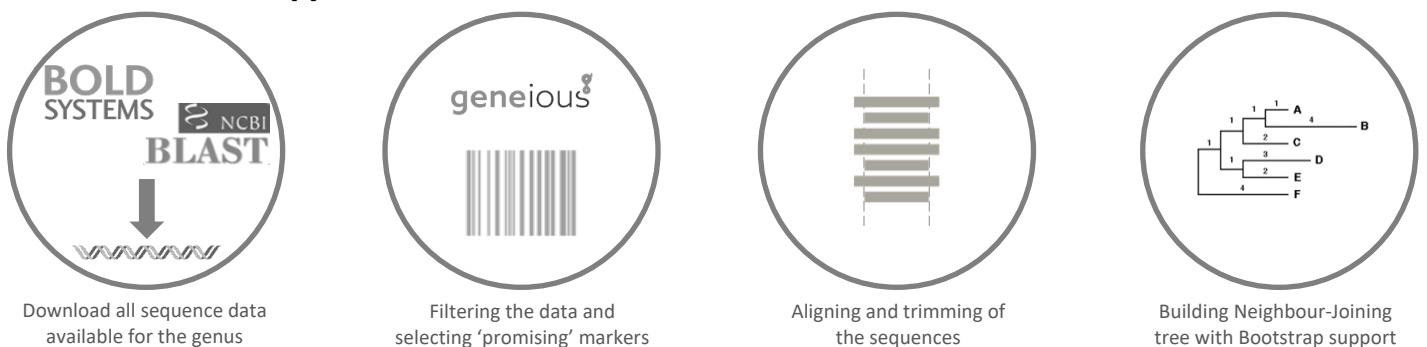 BOLD
SYSTEMS
NCBI
BLAST
Download all sequence data
available for the genus
geneious
Filtering the data and
selecting ‘promising’ markers
Aligning and trimming of
the sequences
1
1
A
4
B
1
2
C
3
D
1
2
E
4
F
Building Neighbour-Joining
tree with Bootstrap support